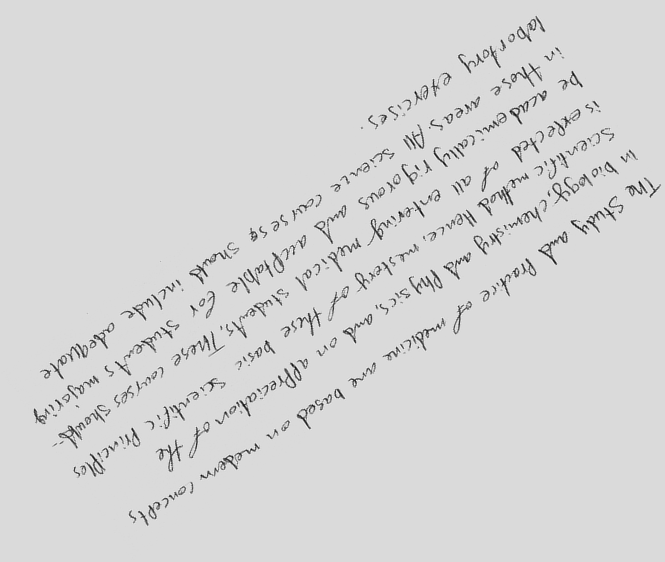 The Study and Practice of medicine are based on modern concepts
in biology, chemistry and Physics, and on appreciation of the
Scientific method. Hence, mestery of these basic scientific Principles
is expected of all entering medical students. These courses should
be academically rigorous and acceptable for students majoring
in these areas. All science courses should include adequate
labortory exercises.